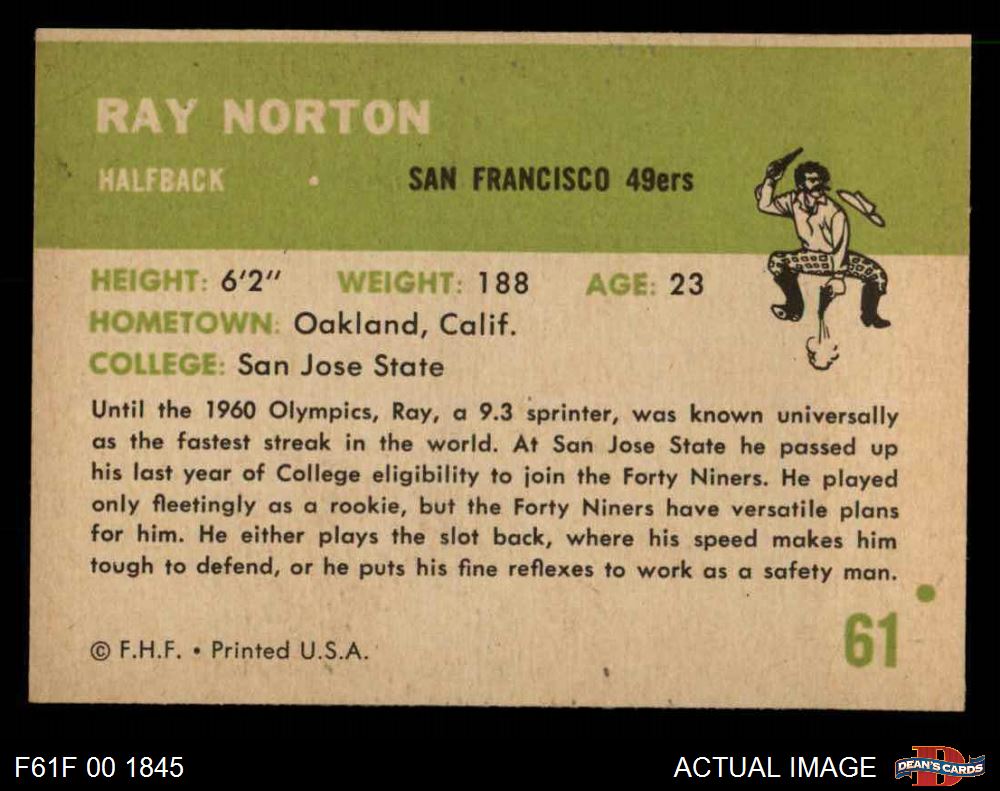 RAY NORTON
HALFBACK SAN FRANCISCO 49ers
HEIGHT: 6'2" WEIGHT: 188 AGE: 23
HOMETOWN: Oakland, Calif.
COLLEGE: San Jose State
Until the 1960 Olympics, Ray, a 9.3 sprinter, was known universally
as the fastest streak in the world. At San Jose State he passed up
his last year of College eligibility to join the Forty Niners. He played
only fleetingly as a rookie, but the Forty Niners have versatile plans
for him. He either plays the slot back, where his speed makes him
tough to defend, or he puts his fine reflexes to work as a safety man.
61
© F.H.F. • Printed U.S.A.
F61F 00 1845 ACTUAL IMAGE D DEAN'S CARDS